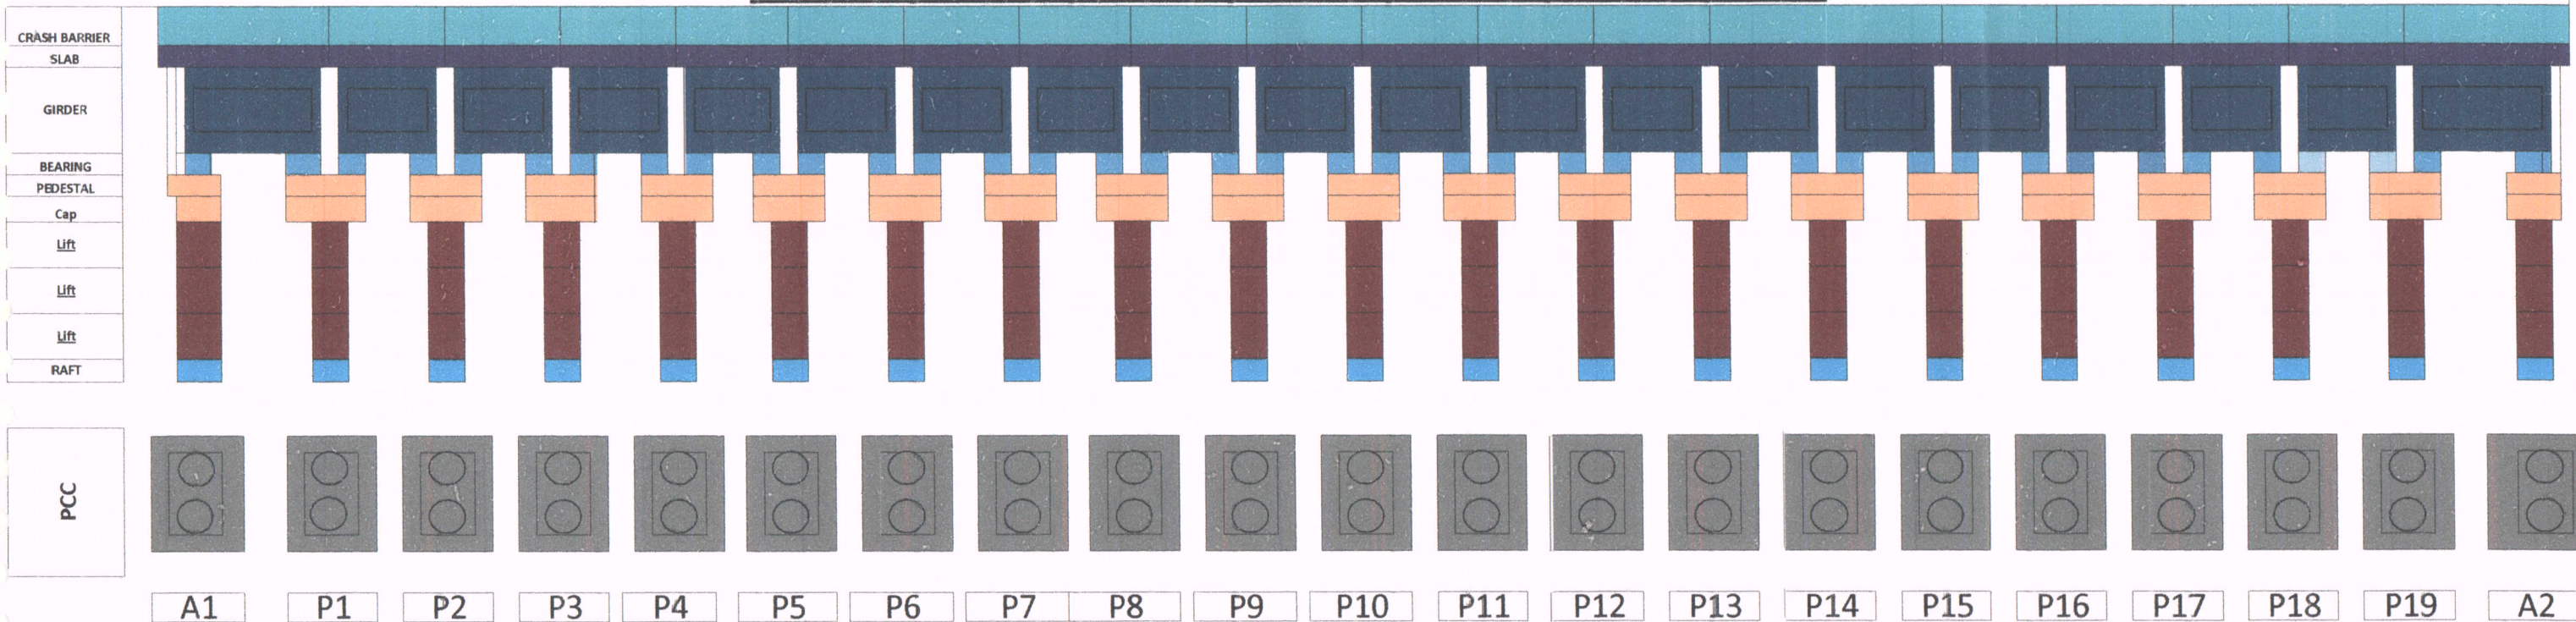 CRASH BARRIER
SLAB
GIRDER
BEARING
PEDESTAL
Cap
Lift
Lift
Lift
RAFT
PCC
A1 P1 P2 P3 P4 P5 P6 P7 P8 P9 P10 P11 P12 P13 P14 P15 P16 P17 P18 P19 A2